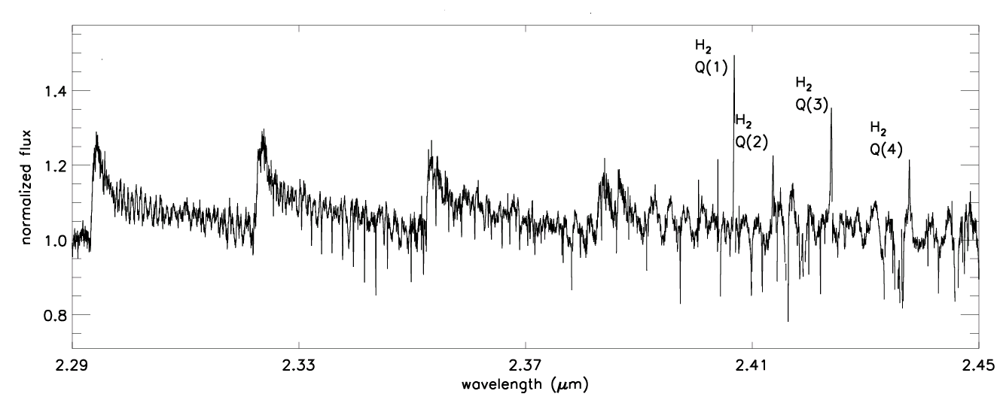 H2
Q(1)
H2
Q(3)
H2
Q(2)
H2
Q(4)
1.4
1.2
1.0
0.8
normalized flux
2.29
2.33
2.37
2.41
2.45
wavelength (μm)